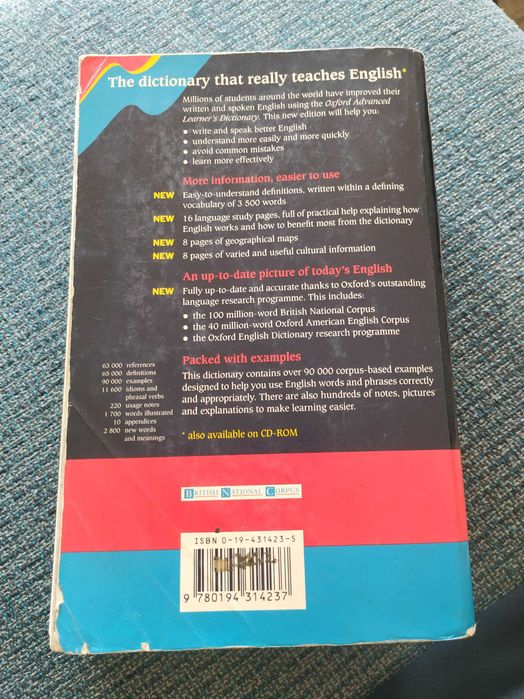 The dictionary that really teaches English*
Millions of students around the world have improved their
written and spoken English using the Oxford Advanced
Learner's Dictionary. This new edition will help you:
• write and speak better English
• understand more easily and more quickly
• avoid common mistakes
• learn more effectively
More information, easier to use
NEW Easy-to-understand definitions, written within a defining
vocabulary of 3 500 words
NEW 16 language study pages, full of practical help explaining how
English works and how to benefit most from the dictionary
NEW 8 pages of geographical maps
NEW 8 pages of varied and useful cultural information
An up-to-date picture of today's English
NEW Fully up-to-date and accurate thanks to Oxford's outstanding
language research programme. This includes:
• the 100 million-word British National Corpus
• the 40 million-word Oxford American English Corpus
• the Oxford English Dictionary research programme
Packed with examples
This dictionary contains over 90 000 corpus-based examples
designed to help you use English words and phrases correctly
and appropriately. There are also hundreds of notes, pictures
and explanations to make learning easier.
* also available on CD-ROM
63 000 references
65 000 definitions
90 000 examples
11 600 idioms and
phrasal verbs
220 usage notes
1 700 words illustrated
10 appendices
2 800 new words
and meanings
BRITISH NATIONAL CORPUS
ISBN 0-19-431423-5
9 780194 314237